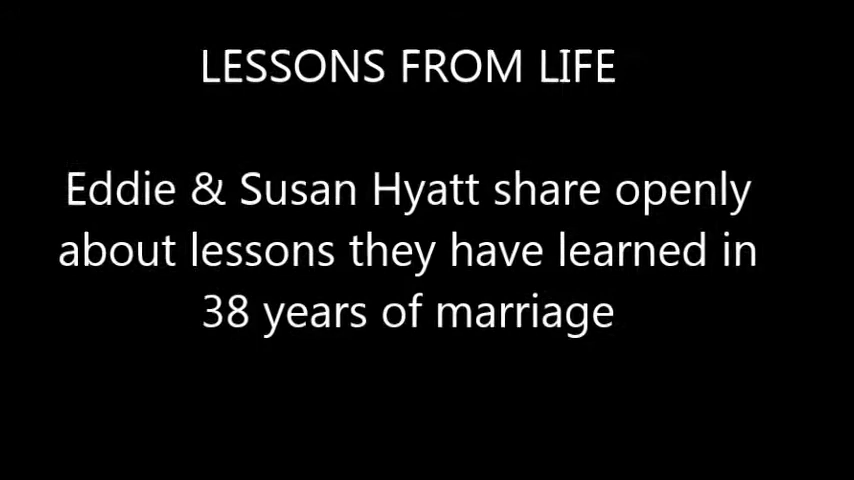 LESSONS FROM LIFE
Eddie & Susan Hyatt share openly
about lessons they have learned in
38 years of marriage